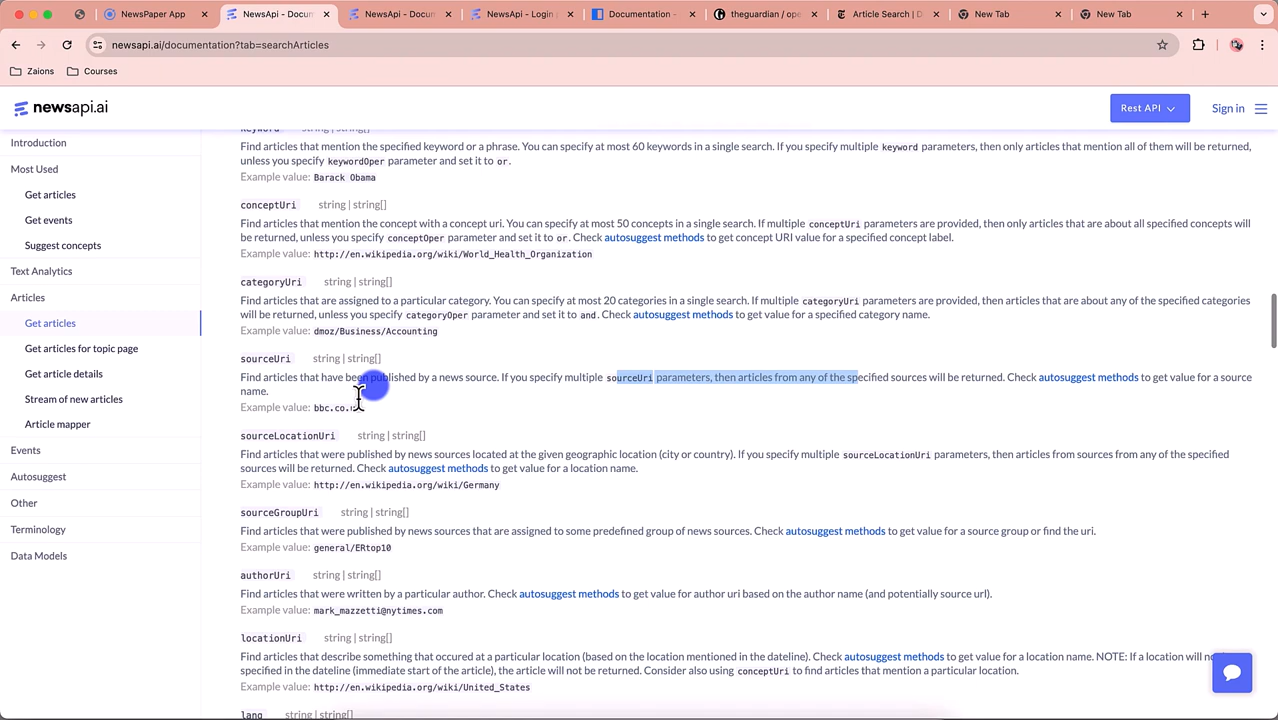 NewsPaper App
NewsApi - Docum
NewsApi - Docum
NewsApi - Login
Documentation -
theguardian / ope
Article Search | D
New Tab
New Tab
newsapi.ai/documentation?tab=searchArticles
Zaions
Courses
newsapi.ai
Rest API
Sign in
Introduction
Most Used
Get articles
Get events
Suggest concepts
Text Analytics
Articles
Get articles
Get articles for topic page
Get article details
Stream of new articles
Article mapper
Events
Autosuggest
Other
Terminology
Data Models
keyword string | string[]
Find articles that mention the specified keyword or a phrase. You can specify at most 60 keywords in a single search. If you specify multiple keyword parameters, then only articles that mention all of them will be returned,
unless you specify keywordOper parameter and set it to or.
Example value: Barack Obama
conceptUri string | string[]
Find articles that mention the concept with a concept uri. You can specify at most 50 concepts in a single search. If multiple conceptUri parameters are provided, then only articles that are about all specified concepts will
be returned, unless you specify conceptOper parameter and set it to or. Check autosuggest methods to get concept URI value for a specified concept label.
Example value: http://en.wikipedia.org/wiki/World_Health_Organization
categoryUri string | string[]
Find articles that are assigned to a particular category. You can specify at most 20 categories in a single search. If multiple categoryUri parameters are provided, then articles that are about any of the specified categories
will be returned, unless you specify categoryOper parameter and set it to and. Check autosuggest methods to get value for a specified category name.
Example value: dmoz/Business/Accounting
sourceUri string | string[]
Find articles that have been published by a news source. If you specify multiple sourceUri parameters, then articles from any of the specified sources will be returned. Check autosuggest methods to get value for a source
name.
Example value: bbc.co.
sourceLocationUri string | string[]
Find articles that were published by news sources located at the given geographic location (city or country). If you specify multiple sourceLocationUri parameters, then articles from sources from any of the specified
sources will be returned. Check autosuggest methods to get value for a location name.
Example value: http://en.wikipedia.org/wiki/Germany
sourceGroupUri string | string[]
Find articles that were published by news sources that are assigned to some predefined group of news sources. Check autosuggest methods to get value for a source group or find the uri.
Example value: general/ERtop10
authorUri string | string[]
Find articles that were written by a particular author. Check autosuggest methods to get value for author uri based on the author name (and potentially source url).
Example value: mark_mazzetti@nytimes.com
locationUri string | string[]
Find articles that describe something that occured at a particular location (based on the location mentioned in the dateline). Check autosuggest methods to get value for a location name. NOTE: If a location will
specified in the dateline (immediate start of the article), the article will not be returned. Consider also using conceptUri to find articles that mention a particular location.
Example value: http://en.wikipedia.org/wiki/United_States
lang string | string[]